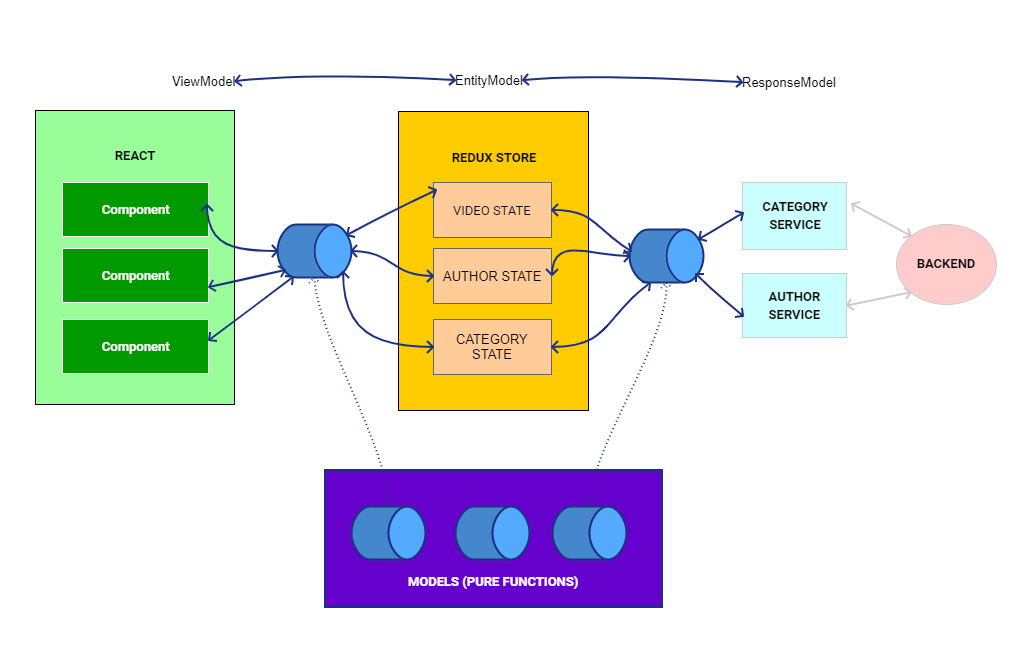 ViewModel
EntityModel
ResponseModel
REACT
Component
Component
Component
REDUX STORE
VIDEO STATE
AUTHOR STATE
CATEGORY
STATE
CATEGORY
SERVICE
AUTHOR
SERVICE
BACKEND
MODELS (PURE FUNCTIONS)